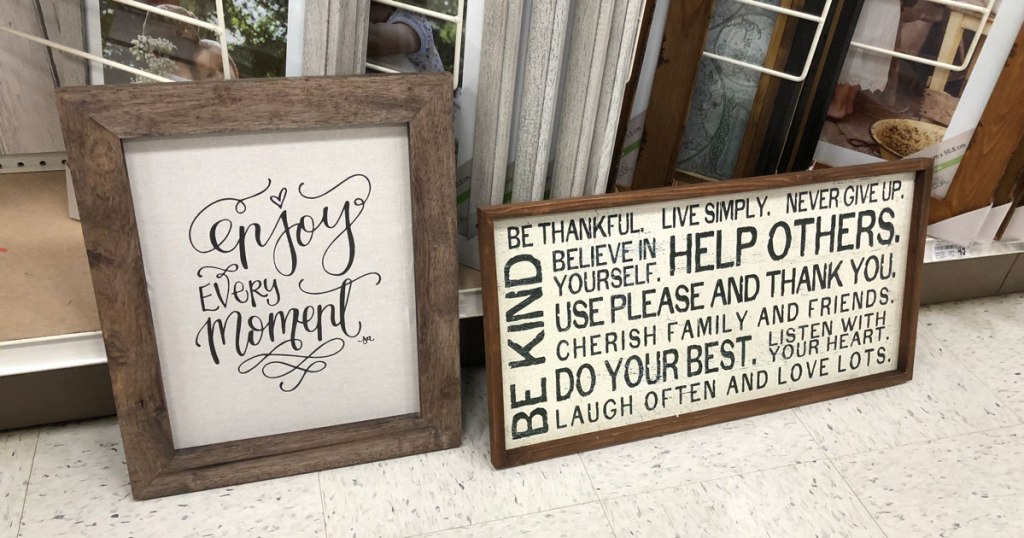 enjoy
EVERY
moment
BE THANKFUL. LIVE SIMPLY. NEVER GIVE UP.
BE KIND
BELIEVE IN
YOURSELF.
HELP OTHERS.
USE PLEASE AND THANK YOU.
CHERISH FAMILY AND FRIENDS.
DO YOUR BEST.
LISTEN WITH
YOUR HEART.
LAUGH OFTEN AND LOVE LOTS.